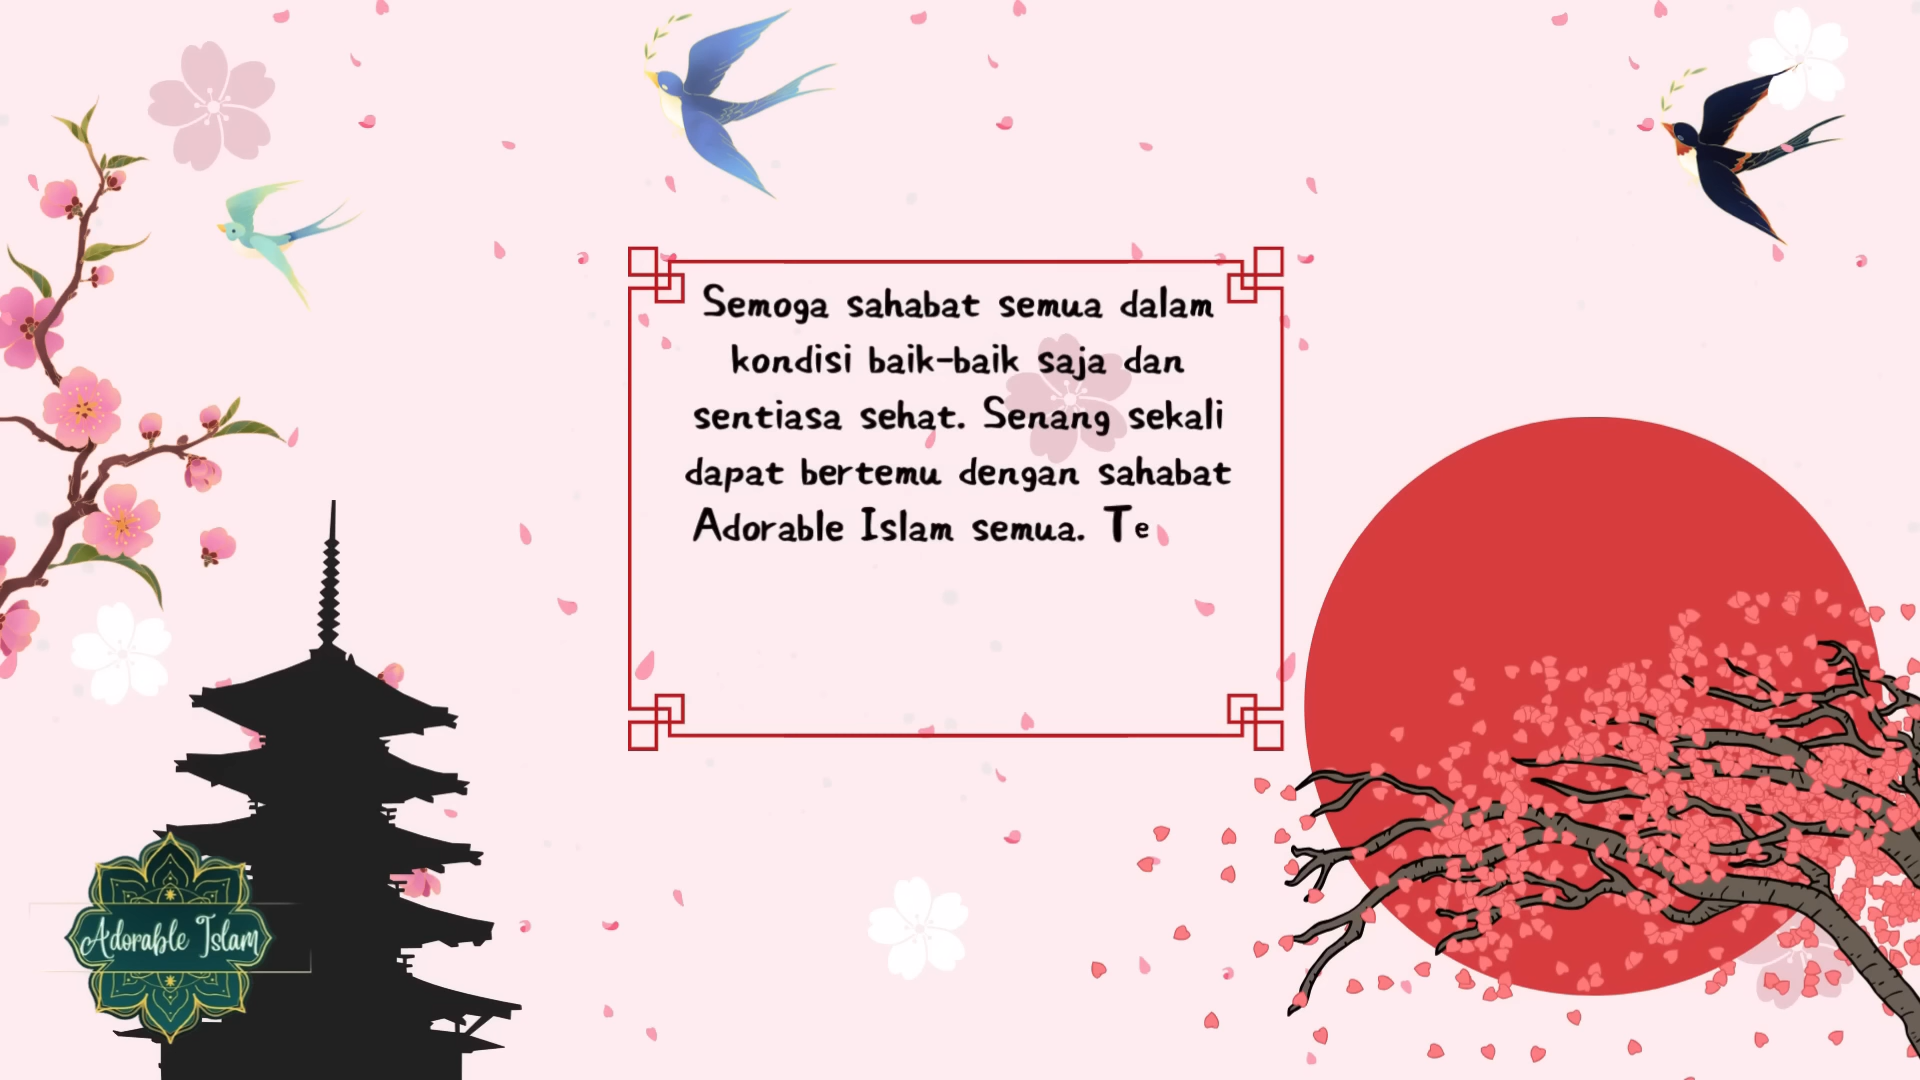 Semoga sahabat semua dalam
kondisi baik-baik saja dan
sentiasa sehat. Senang sekali
dapat bertemu dengan sahabat
Adorable Islam semua. Te
Adorable Islam